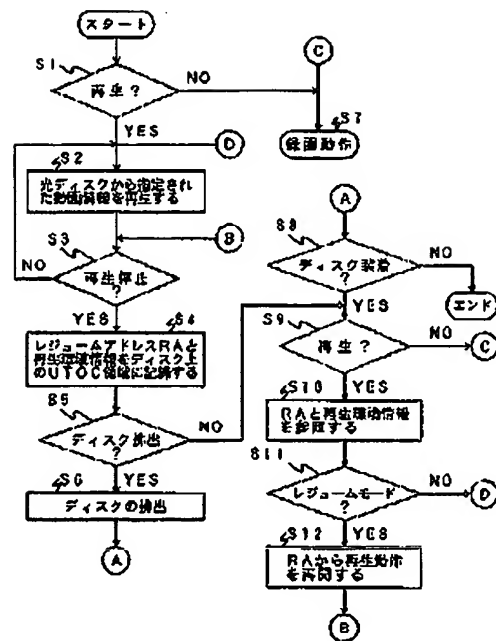 スタート
S1
再生?
NO
YES
C
S7
録画動作
D
S2
光ディスクから指定され
た動画情報を再生する
B
S3
再生停止
?
NO
YES
S4
レジュームアドレスRAと
再生環境情報をディスク上
のUTOC領域に記録する
S5
ディスク排出
?
NO
YES
S6
ディスクの排出
A
A
S8
ディスク装着
?
NO
エンド
YES
S9
再生?
NO
C
YES
S10
RAと再生環境情報
S11
レジュームモード
?
NO
D
YES
S12
RAから再生動作
を再開する
B